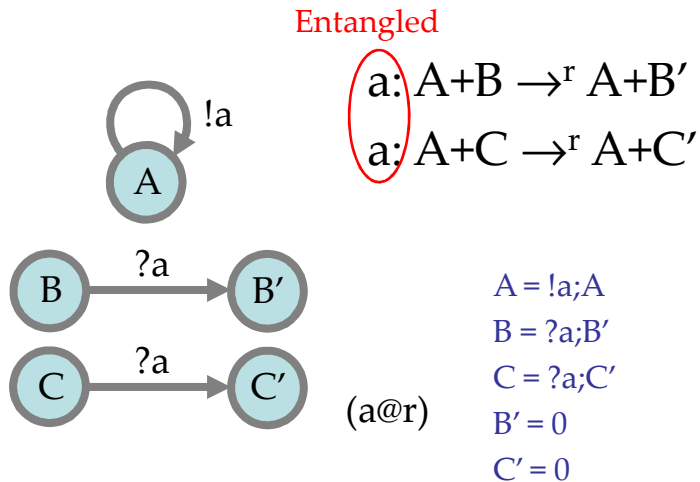 Entangled
a: A+B →ʳ A+B′
a: A+C →ʳ A+C′
!a
A
?a
B
B′
?a
C
C′
(a@r)
A = !a;A
B = ?a;B′
C = ?a;C′
B′ = 0
C′ = 0